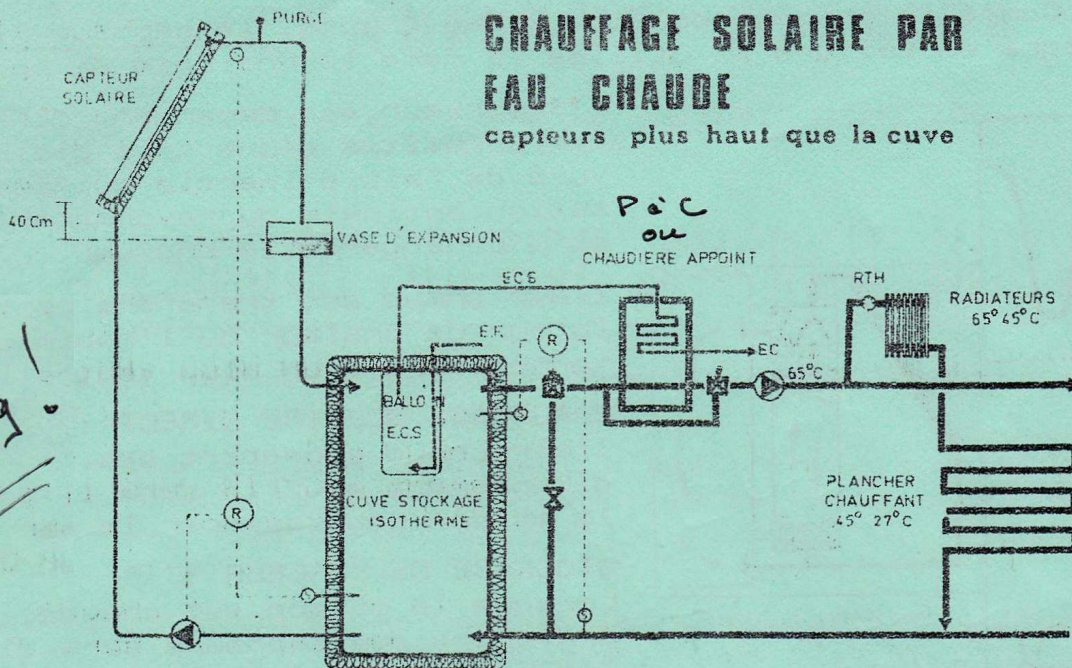 CHAUFFAGE SOLAIRE PAR
EAU CHAUDE
capteurs plus haut que la cuve
PURGE
CAPTEUR
SOLAIRE
40 Cm
VASE D'EXPANSION
PàC
ou
CHAUDIERE APPOINT
ECS
E.F.
R
EC
65°C
RTH
RADIATEURS
65° 45°C
BALLON
E.C.S
S
CUVE STOCKAGE
ISOTHERME
R
S
S
PLANCHER
CHAUFFANT
45° 27°C